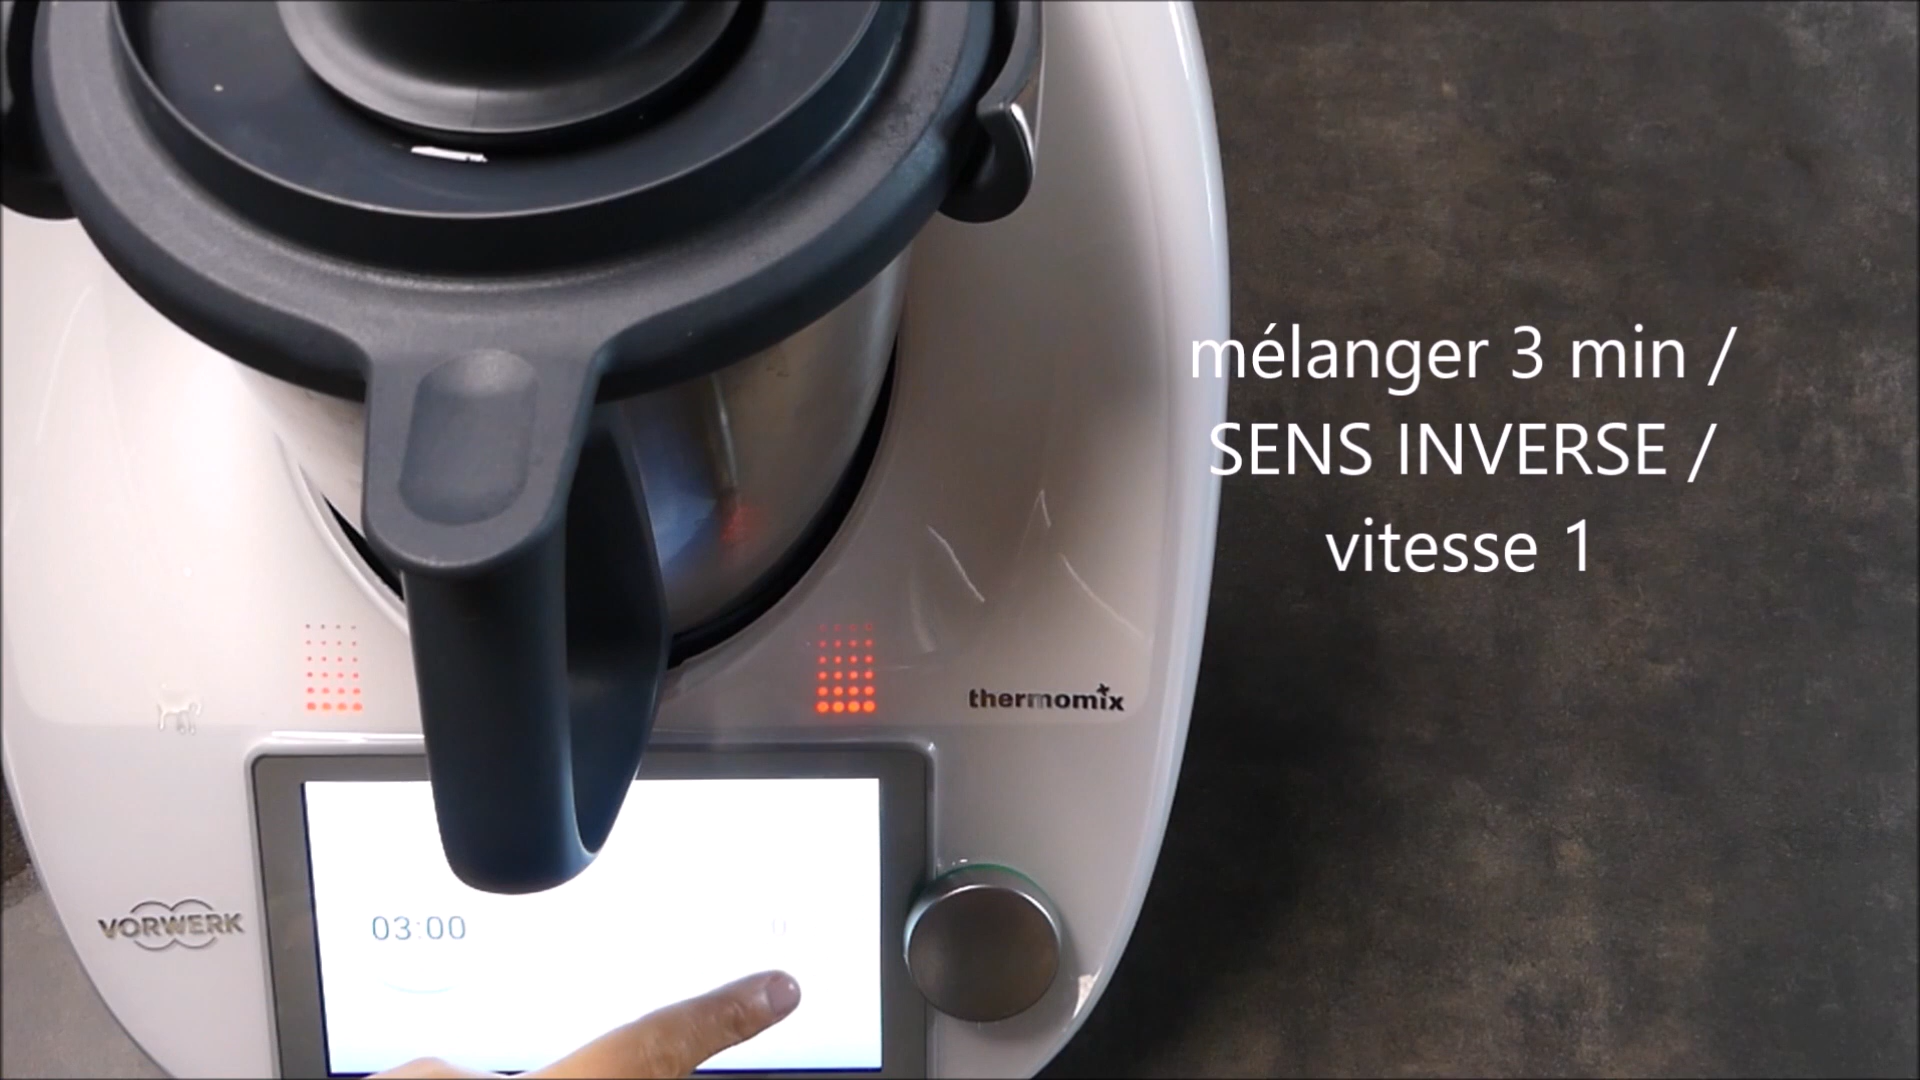 mélanger 3 min /
SENS INVERSE /
vitesse 1
thermomix
VORWERK
03:00